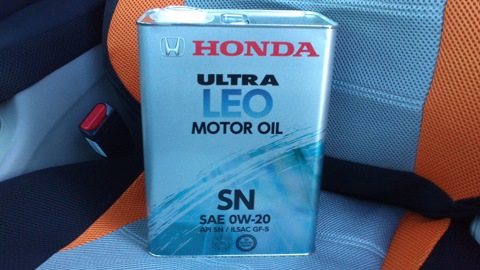 HONDA
ULTRA
LEO
MOTOR OIL
SN
SAE 0W-20
API SN / ILSAC GF-5